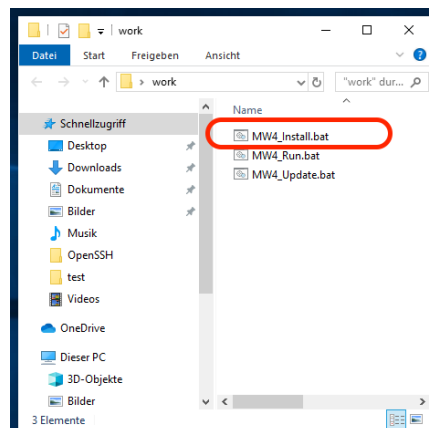 work
Datei Start Freigeben Ansicht
work "work" dur...
Name
Schnellzugriff
MW4_Install.bat
Desktop
MW4_Run.bat
Downloads
MW4_Update.bat
Dokumente
Bilder
Musik
OpenSSH
test
Videos
OneDrive
Dieser PC
3D-Objekte
Bilder
3 Elemente